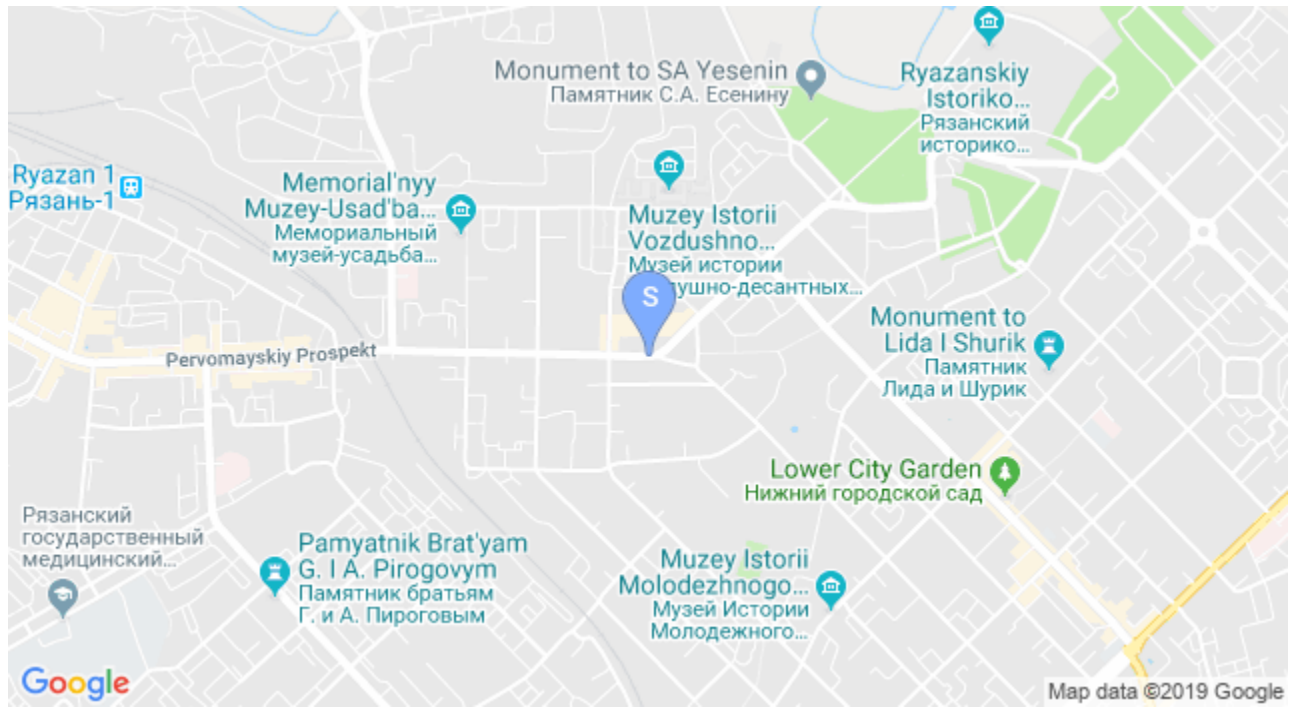 Monument to SA Yesenin
Памятник С.А. Есенину
Ryazanskiy
Istoriko...
Рязанский
историко...
Ryazan 1
Рязань-1
Memorial'nyy
Muzey-Usad'ba...
Мемориальный
музей-усадьба...
Muzey Istorii
Vozdushno...
Музей истории
душно-десантных...
S
Monument to
Lida I Shurik
Памятник
Лида и Шурик
Pervomayskiy Prospekt
Lower City Garden
Нижний городской сад
Рязанский
государственный
медицинский...
Pamyatnik Brat'yam
G. I A. Pirogovym
Памятник братьям
Г. и А. Пироговым
Muzey Istorii
Molodezhnogo...
Музей Истории
Молодежного...
Google
Map data ©2019 Google